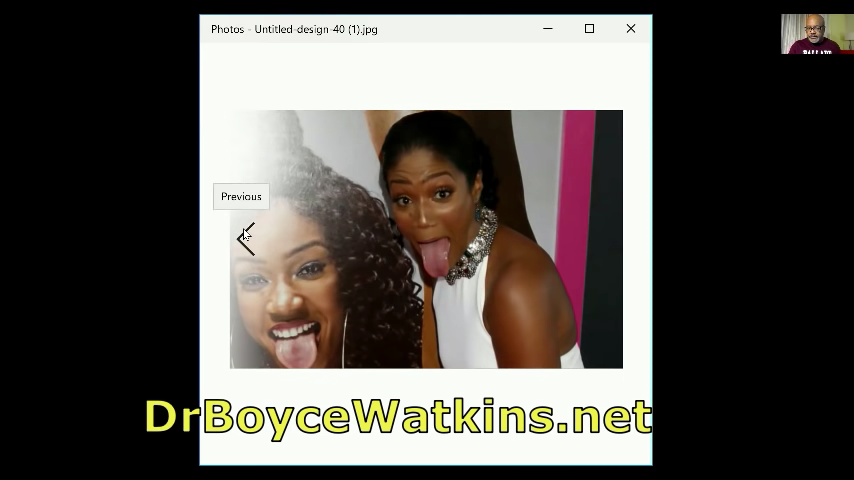 Photos - Untitled-design-40 (1).jpg
Previous
DrBoyceWatkins.net